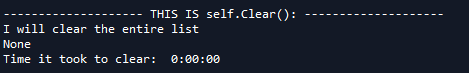 -------------------- THIS IS self.Clear(): --------------------
I will clear the entire list
None
Time it took to clear:  0:00:00